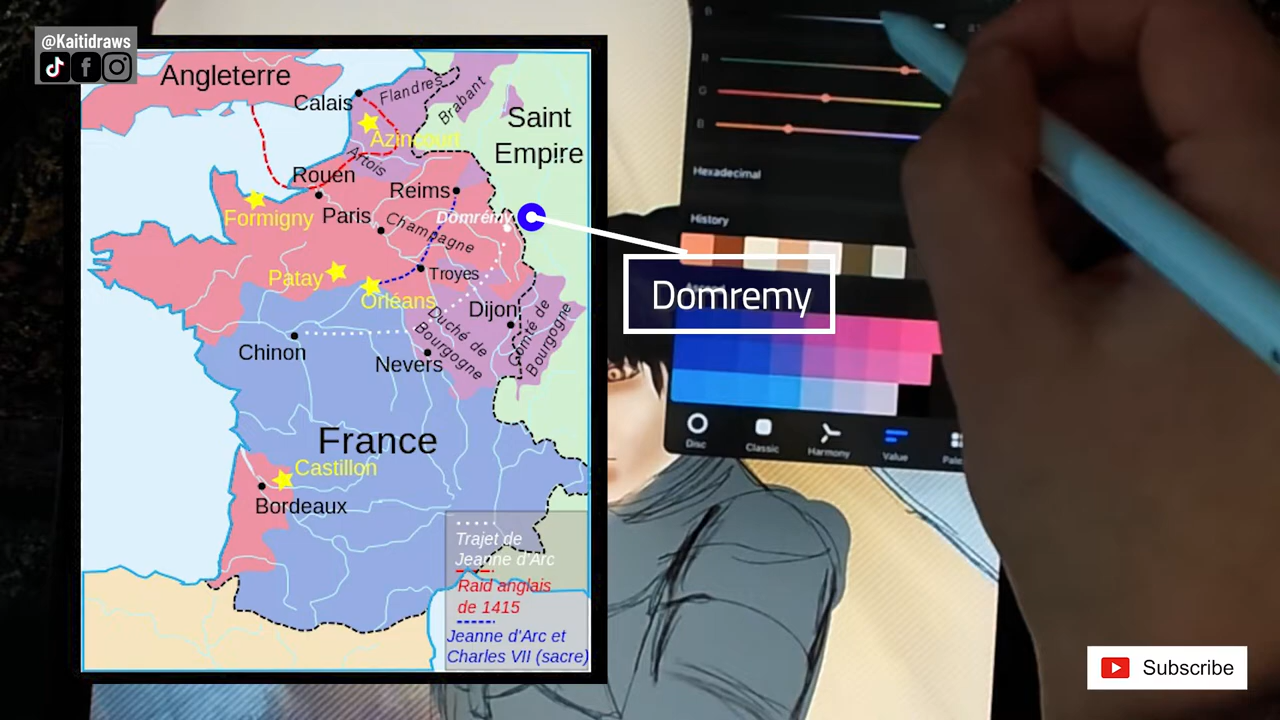 @Kaitidraws
Angleterre
Calais
Flandres
Brabant
Saint
Empire
Azincourt
Artois
Rouen
Reims
Formigny
Paris
Champagne
Domrémy
Domremy
Patay
Troyes
Orléans
Dijon
Chinon
Nevers
Duché de
Bourgogne
Comté de
Bourgogne
France
Castillon
Bordeaux
Trajet de
Jeanne d'Arc
Raid anglais
de 1415
Jeanne d'Arc et
Charles VII (sacre)
B
R
G
B
Hexadecimal
History
Disc
Classic
Harmony
Value
Subscribe